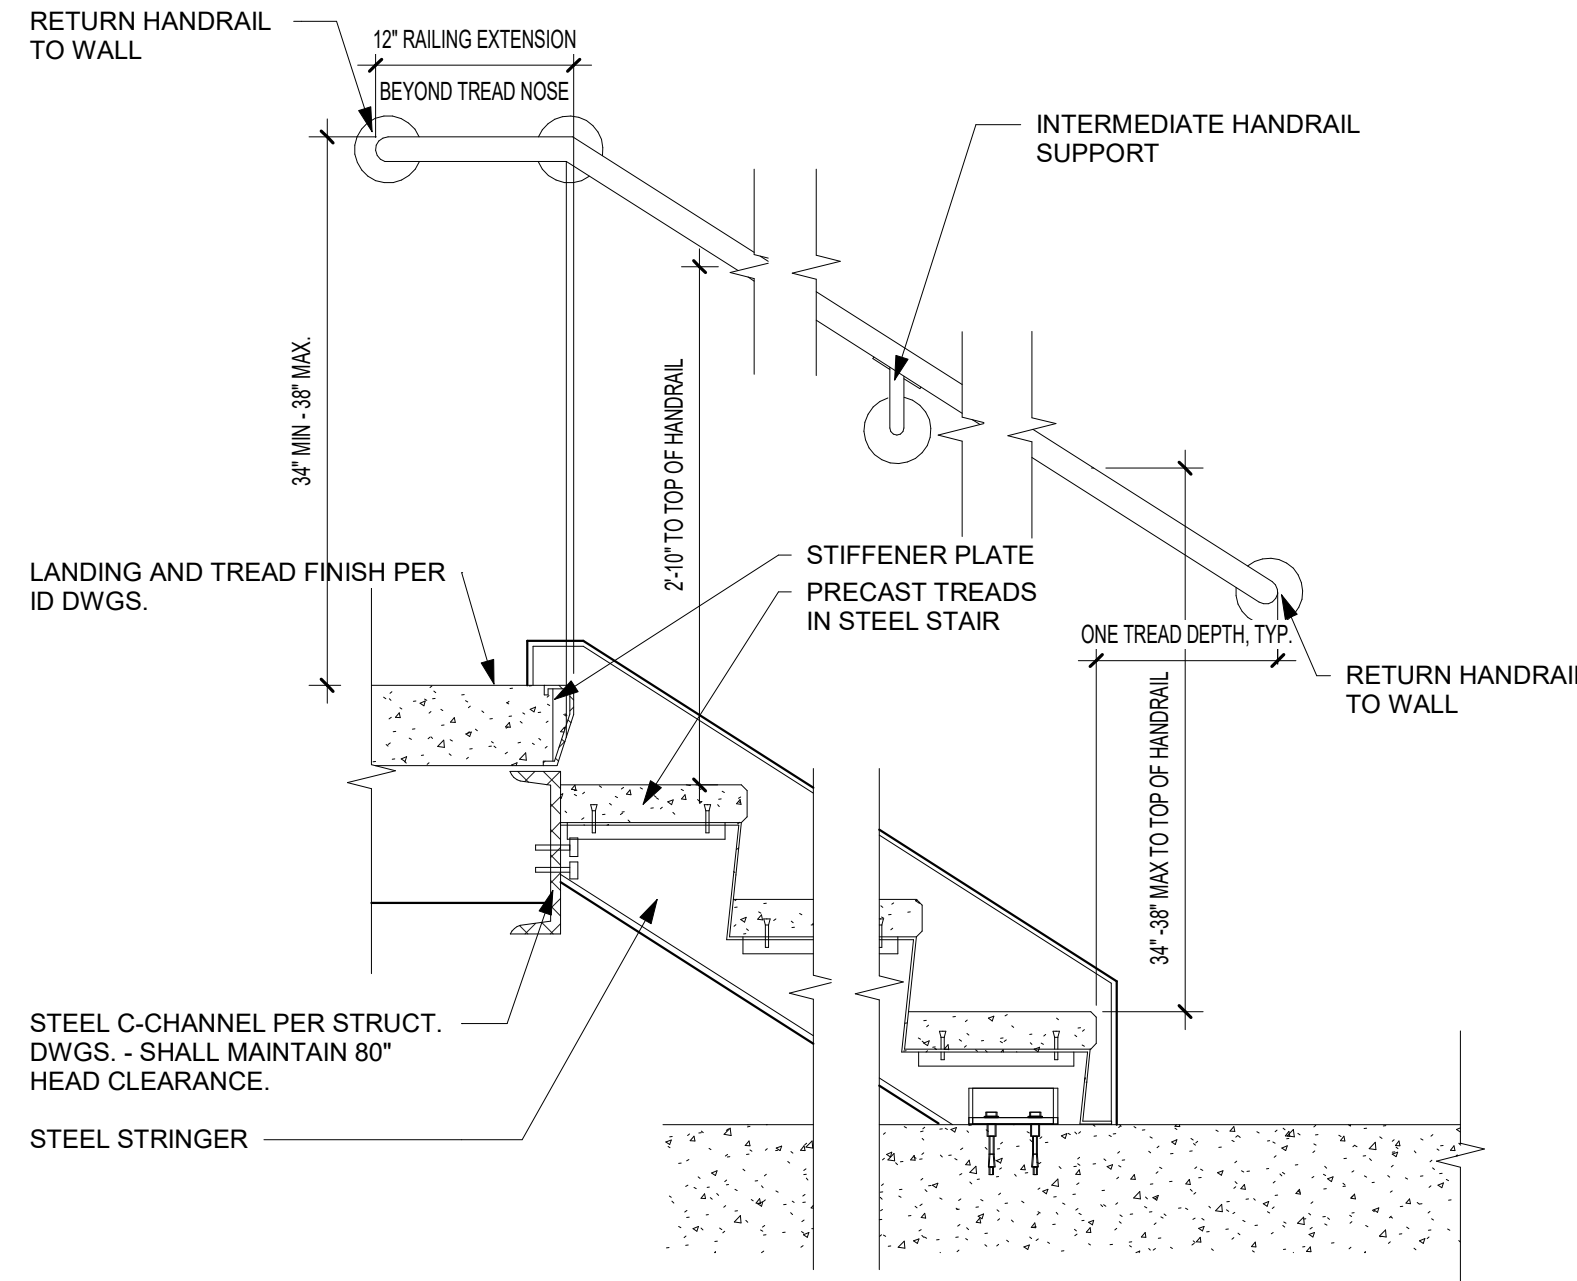 RETURN HANDRAIL
TO WALL
12" RAILING EXTENSION
BEYOND TREAD NOSE
INTERMEDIATE HANDRAIL
SUPPORT
34" MIN - 38" MAX.
2'-10" TO TOP OF HANDRAIL
STIFFENER PLATE
PRECAST TREADS
IN STEEL STAIR
LANDING AND TREAD FINISH PER
ID DWGS.
ONE TREAD DEPTH, TYP.
RETURN HANDRAIL
TO WALL
34" -38" MAX TO TOP OF HANDRAIL
STEEL C-CHANNEL PER STRUCT.
DWGS. - SHALL MAINTAIN 80"
HEAD CLEARANCE.
STEEL STRINGER